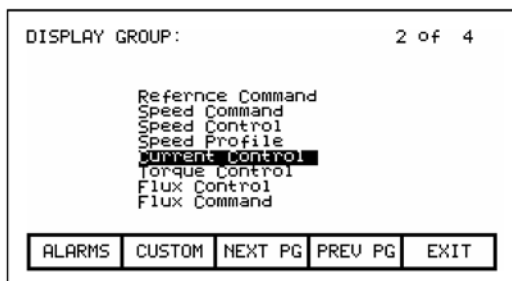 DISPLAY GROUP: 2 of 4
Refernce Command
Speed Command
Speed Control
Speed Profile
Current Control
Torque Control
Flux Control
Flux Command
ALARMS CUSTOM NEXT PG PREV PG EXIT